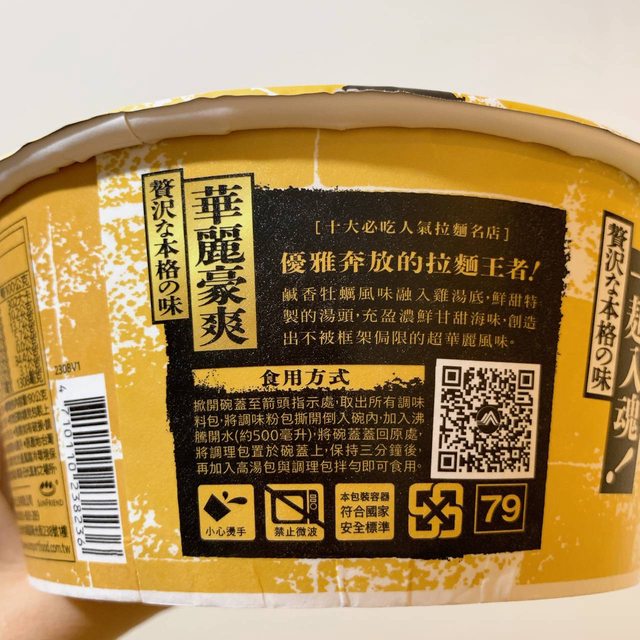 華麗豪爽
贅沢な本格の味
[十大必吃人氣拉麵名店]
優雅奔放的拉麵王者!
鹹香牡蠣風味融入雞湯底,鮮甜特
製的湯頭,充盈濃鮮甘甜海味,創造
出不被框架侷限的超華麗風味。
食用方式
掀開碗蓋至箭頭指示處,取出所有調味
料包,將調味粉包撕開倒入碗內,加入沸
騰開水(約500毫升)將碗蓋蓋回原處,
將調理包置於碗蓋上,保持三分鐘後,
再加入高湯包與調理包拌勻即可食用。
小心燙手
禁止微波
本包裝容器
符合國家
安全標準
79
贅沢な本格の味
麺人魂!
2308V1
4 710110 238236